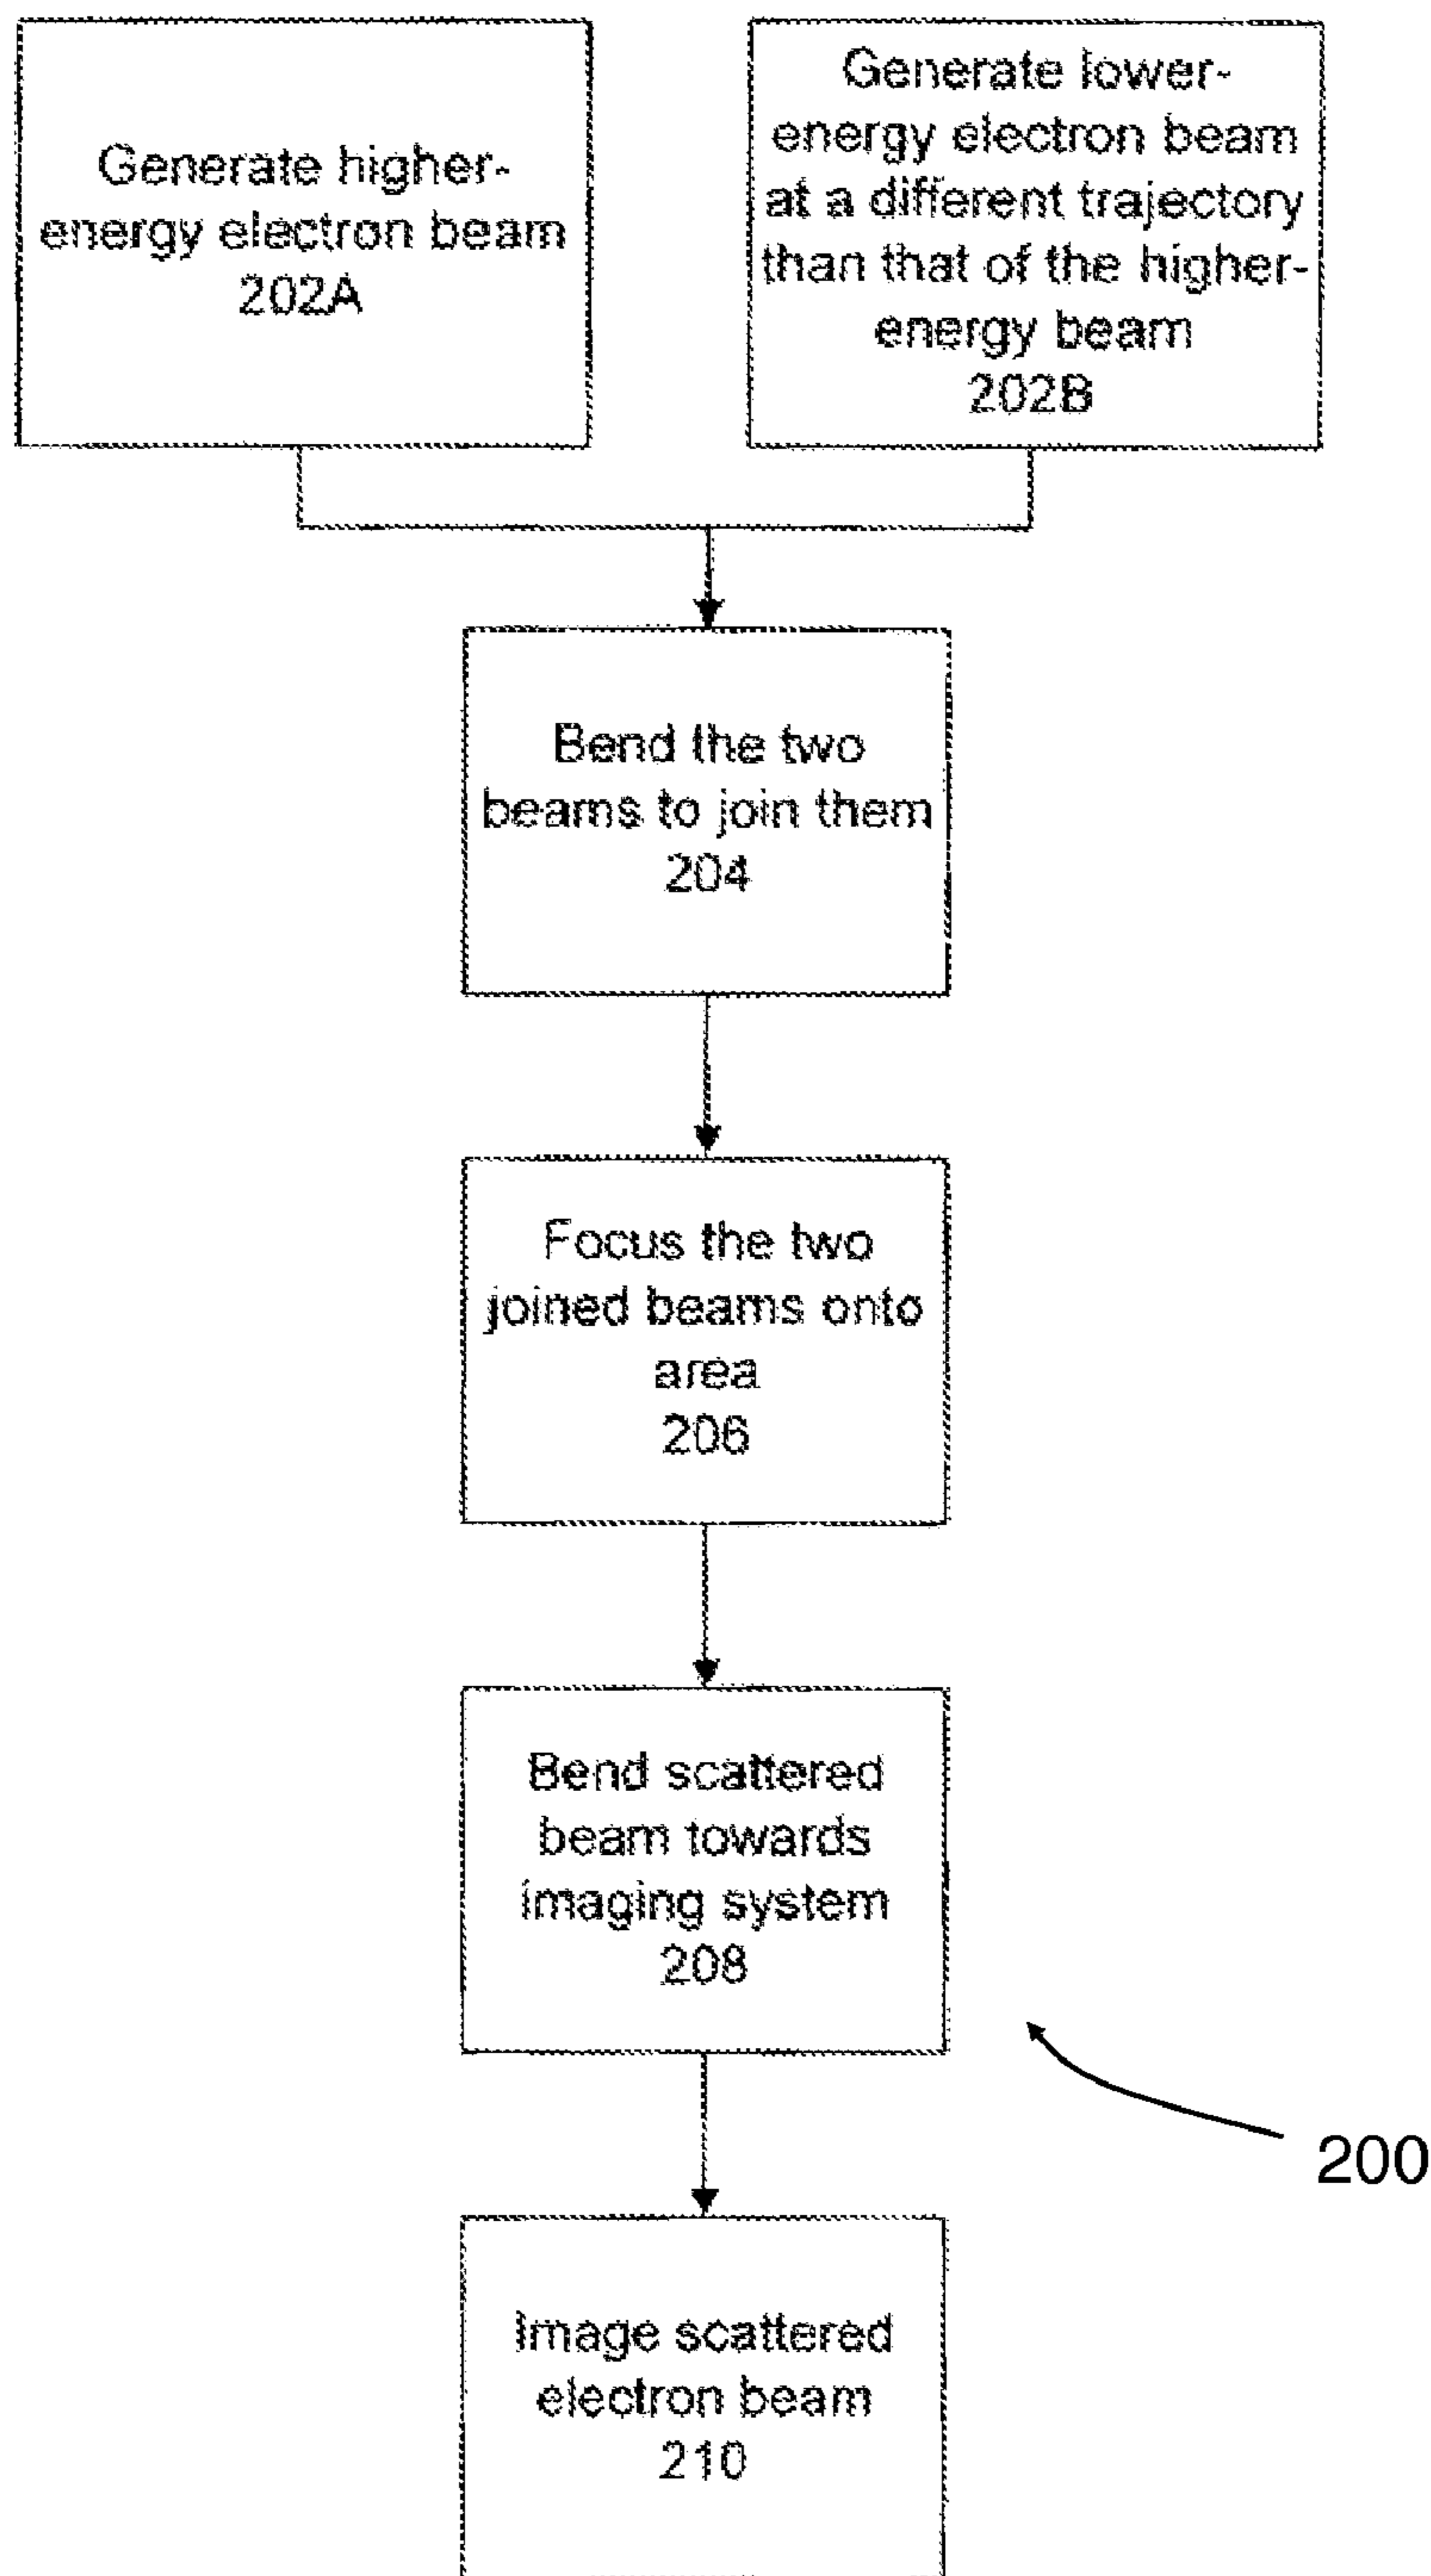 Generate higher-
energy electron beam
202A
Generate lower-
energy electron beam
at a different trajectory
than that of the higher-
energy beam
202B
Bend the two
beams to join them
204
Focus the two
joined beams onto
area
206
Bend scattered
beam towards
imaging system
208
200
Image scattered
electron beam
210